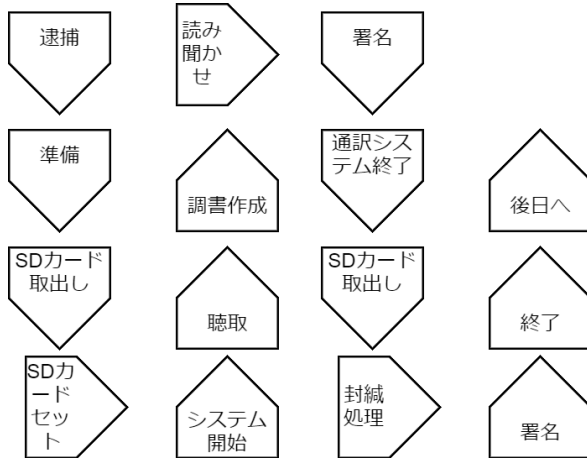 逮捕
読み
聞か
せ
署名
準備
調書作成
通訳シス
テム終了
後日へ
SDカード
取出し
聴取
SDカード
取出し
終了
SDカ
ード
セッ
ト
システム
開始
封緘
処理
署名